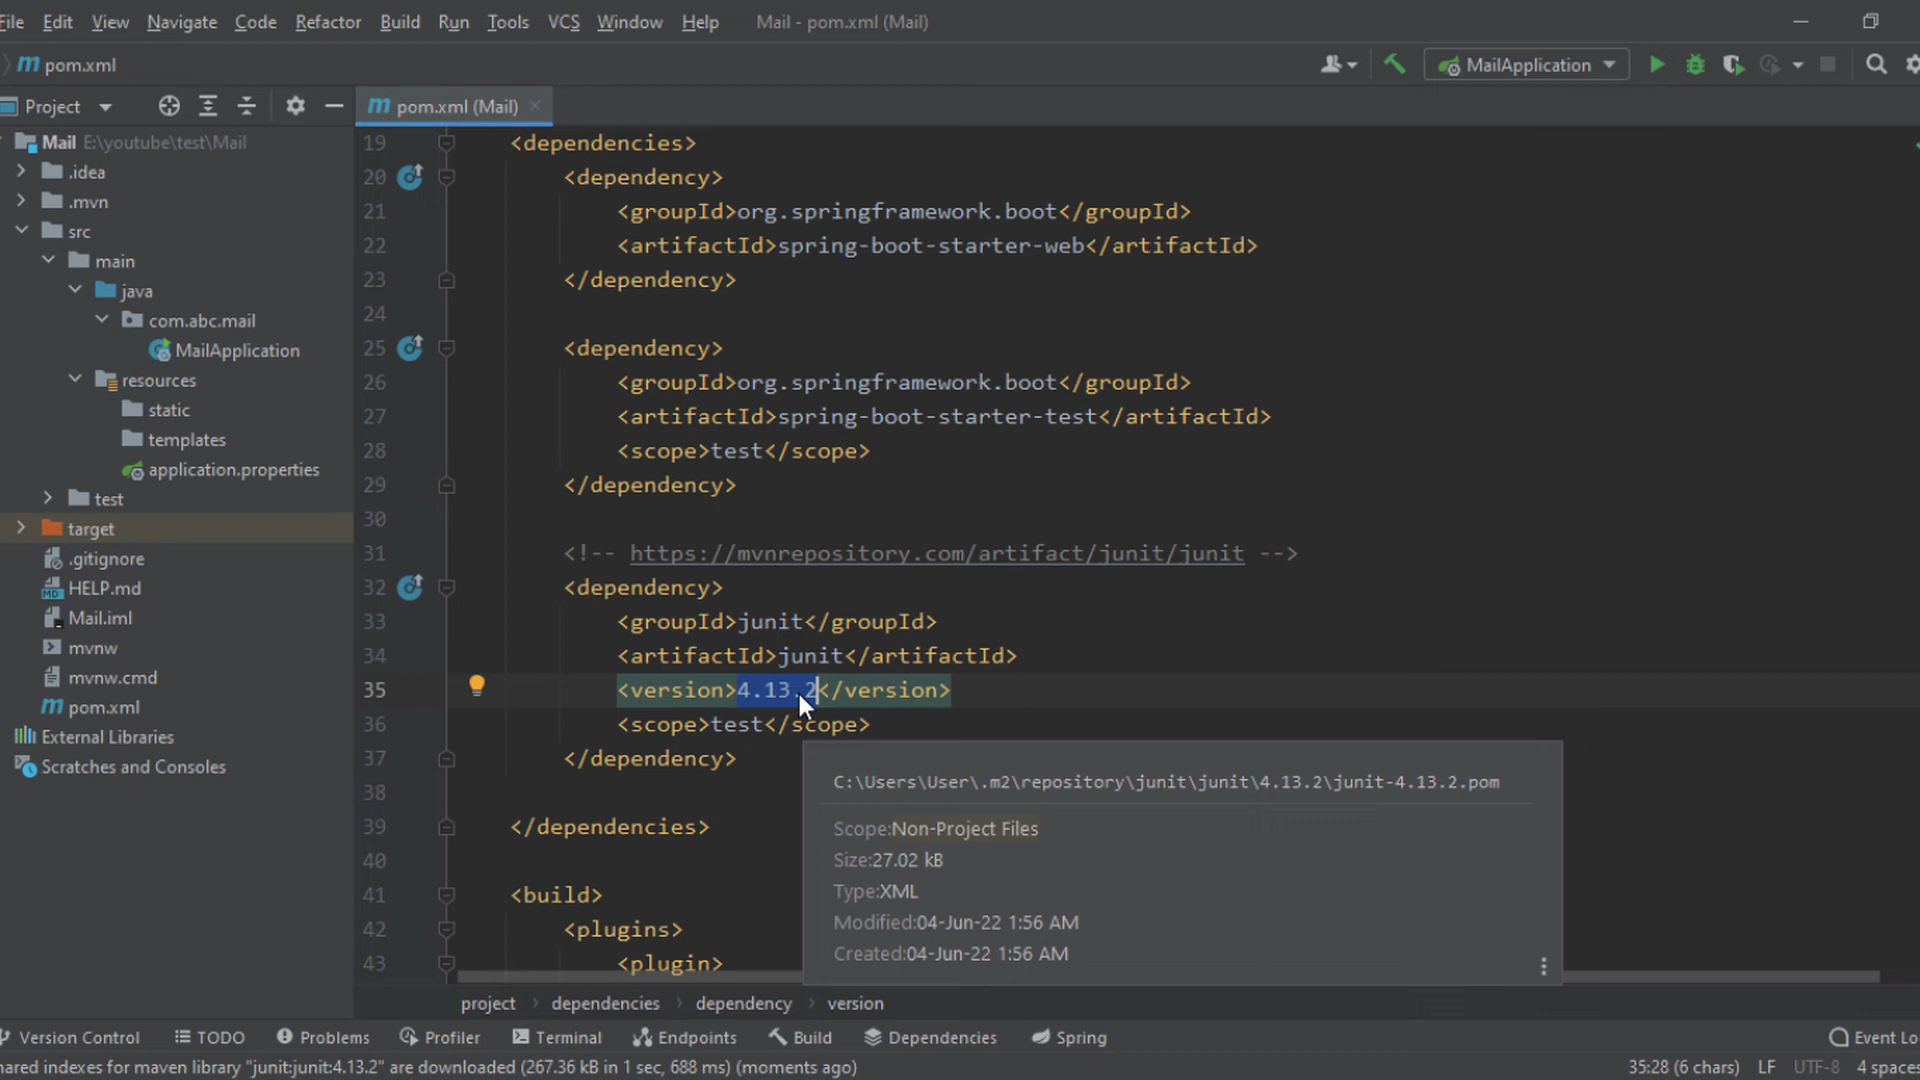 File Edit View Navigate Code Refactor Build Run Tools VCS Window Help Mail - pom.xml (Mail)
m pom.xml MailApplication
Project m pom.xml (Mail)
Mail E:\youtube\test\Mail
.idea
.mvn
src
main
java
com.abc.mail
MailApplication
resources
static
templates
application.properties
test
target
.gitignore
HELP.md
Mail.iml
mvnw
mvnw.cmd
m pom.xml
External Libraries
Scratches and Consoles
19 <dependencies>
20 <dependency>
21 <groupId>org.springframework.boot</groupId>
22 <artifactId>spring-boot-starter-web</artifactId>
23 </dependency>
24
25 <dependency>
26 <groupId>org.springframework.boot</groupId>
27 <artifactId>spring-boot-starter-test</artifactId>
28 <scope>test</scope>
29 </dependency>
30
31 <!-- https://mvnrepository.com/artifact/junit/junit -->
32 <dependency>
33 <groupId>junit</groupId>
34 <artifactId>junit</artifactId>
35 <version>4.13.2</version>
36 <scope>test</scope>
37 </dependency>
38
39 </dependencies>
40
41 <build>
42 <plugins>
43 <plugin>
C:\Users\User\.m2\repository\junit\junit\4.13.2\junit-4.13.2.pom
Scope:Non-Project Files
Size:27.02 kB
Type:XML
Modified:04-Jun-22 1:56 AM
Created:04-Jun-22 1:56 AM
project dependencies dependency version
Version Control TODO Problems Profiler Terminal Endpoints Build Dependencies Spring Event Lo
hared indexes for maven library "junit:junit:4.13.2" are downloaded (267.36 kB in 1 sec, 688 ms) (moments ago) 35:28 (6 chars) LF UTF-8 4 spaces